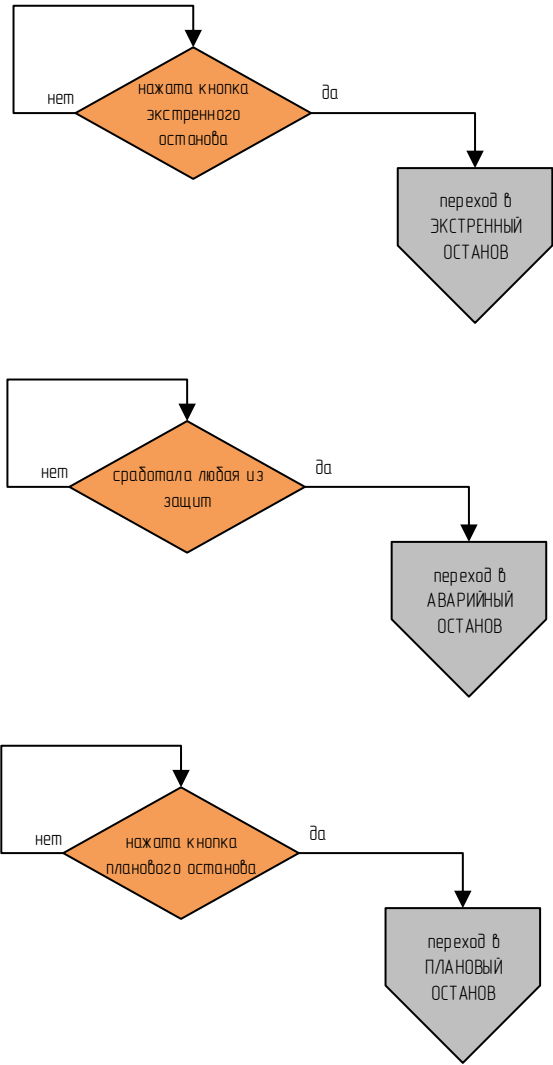 нажата кнопка
экстренного
останова
нет
да
переход в
ЭКСТРЕННЫЙ
ОСТАНОВ
сработала любая из
защит
нет
да
переход в
АВАРИЙНЫЙ
ОСТАНОВ
нажата кнопка
планового останова
нет
да
переход в
ПЛАНОВЫЙ
ОСТАНОВ